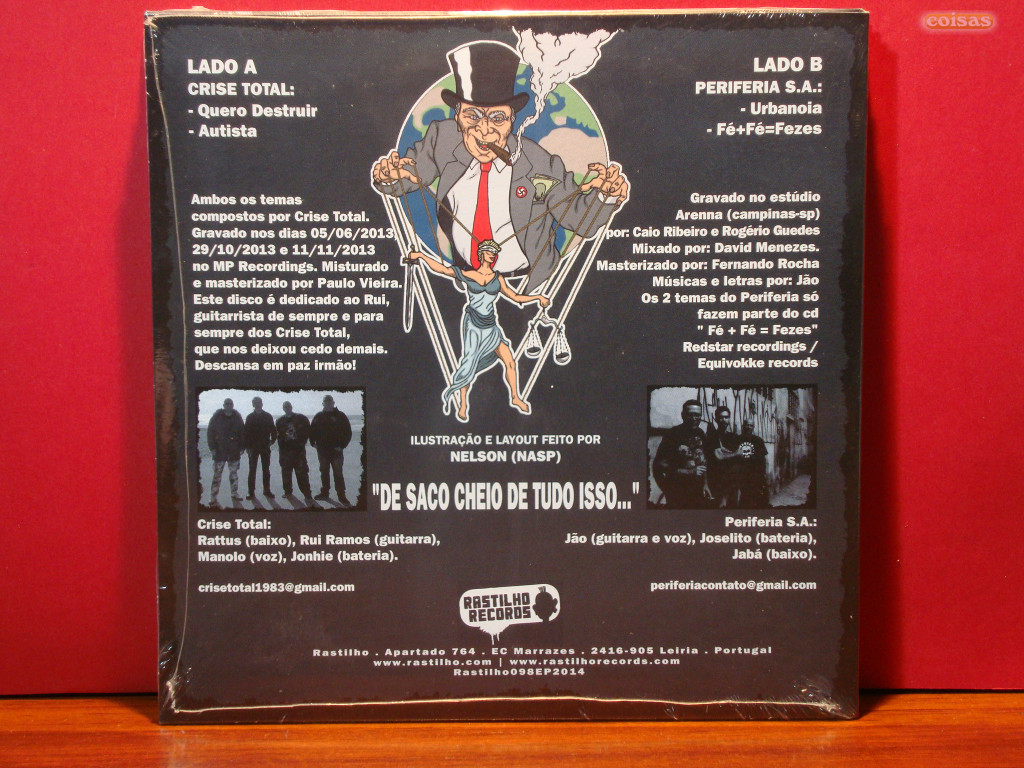 coisas
LADO A
CRISE TOTAL:
- Quero Destruir
- Autista
LADO B
PERIFERIA S.A.:
- Urbanoia
- Fé+Fé=Fezes
Ambos os temas
compostos por Crise Total.
Gravado nos dias 05/06/2013
29/10/2013 e 11/11/2013
no MP Recordings. Misturado
e masterizado por Paulo Vieira.
Este disco é dedicado ao Rui,
guitarrista de sempre e para
sempre dos Crise Total,
que nos deixou cedo demais.
Descansa em paz irmão!
Gravado no estúdio
Arenna (campinas-sp)
por: Caio Ribeiro e Rogério Guedes
Mixado por: David Menezes.
Masterizado por: Fernando Rocha
Músicas e letras por: Jão
Os 2 temas do Periferia só
fazem parte do cd
" Fé + Fé = Fezes"
Redstar recordings /
Equivokke records
ILUSTRAÇÃO E LAYOUT FEITO POR
NELSON (NASP)
"DE SACO CHEIO DE TUDO ISSO..."
Crise Total:
Rattus (baixo), Rui Ramos (guitarra),
Manolo (voz), Jonhie (bateria).
crisetotal1983@gmail.com
Periferia S.A.:
Jão (guitarra e voz), Joselito (bateria),
Jabá (baixo).
periferiacontato@gmail.com
RASTILHO
RECORDS
Rastilho . Apartado 764 . EC Marrazes . 2416-905 Leiria . Portugal
www.rastilho.com | www.rastilhorecords.com
Rastilho098EP2014